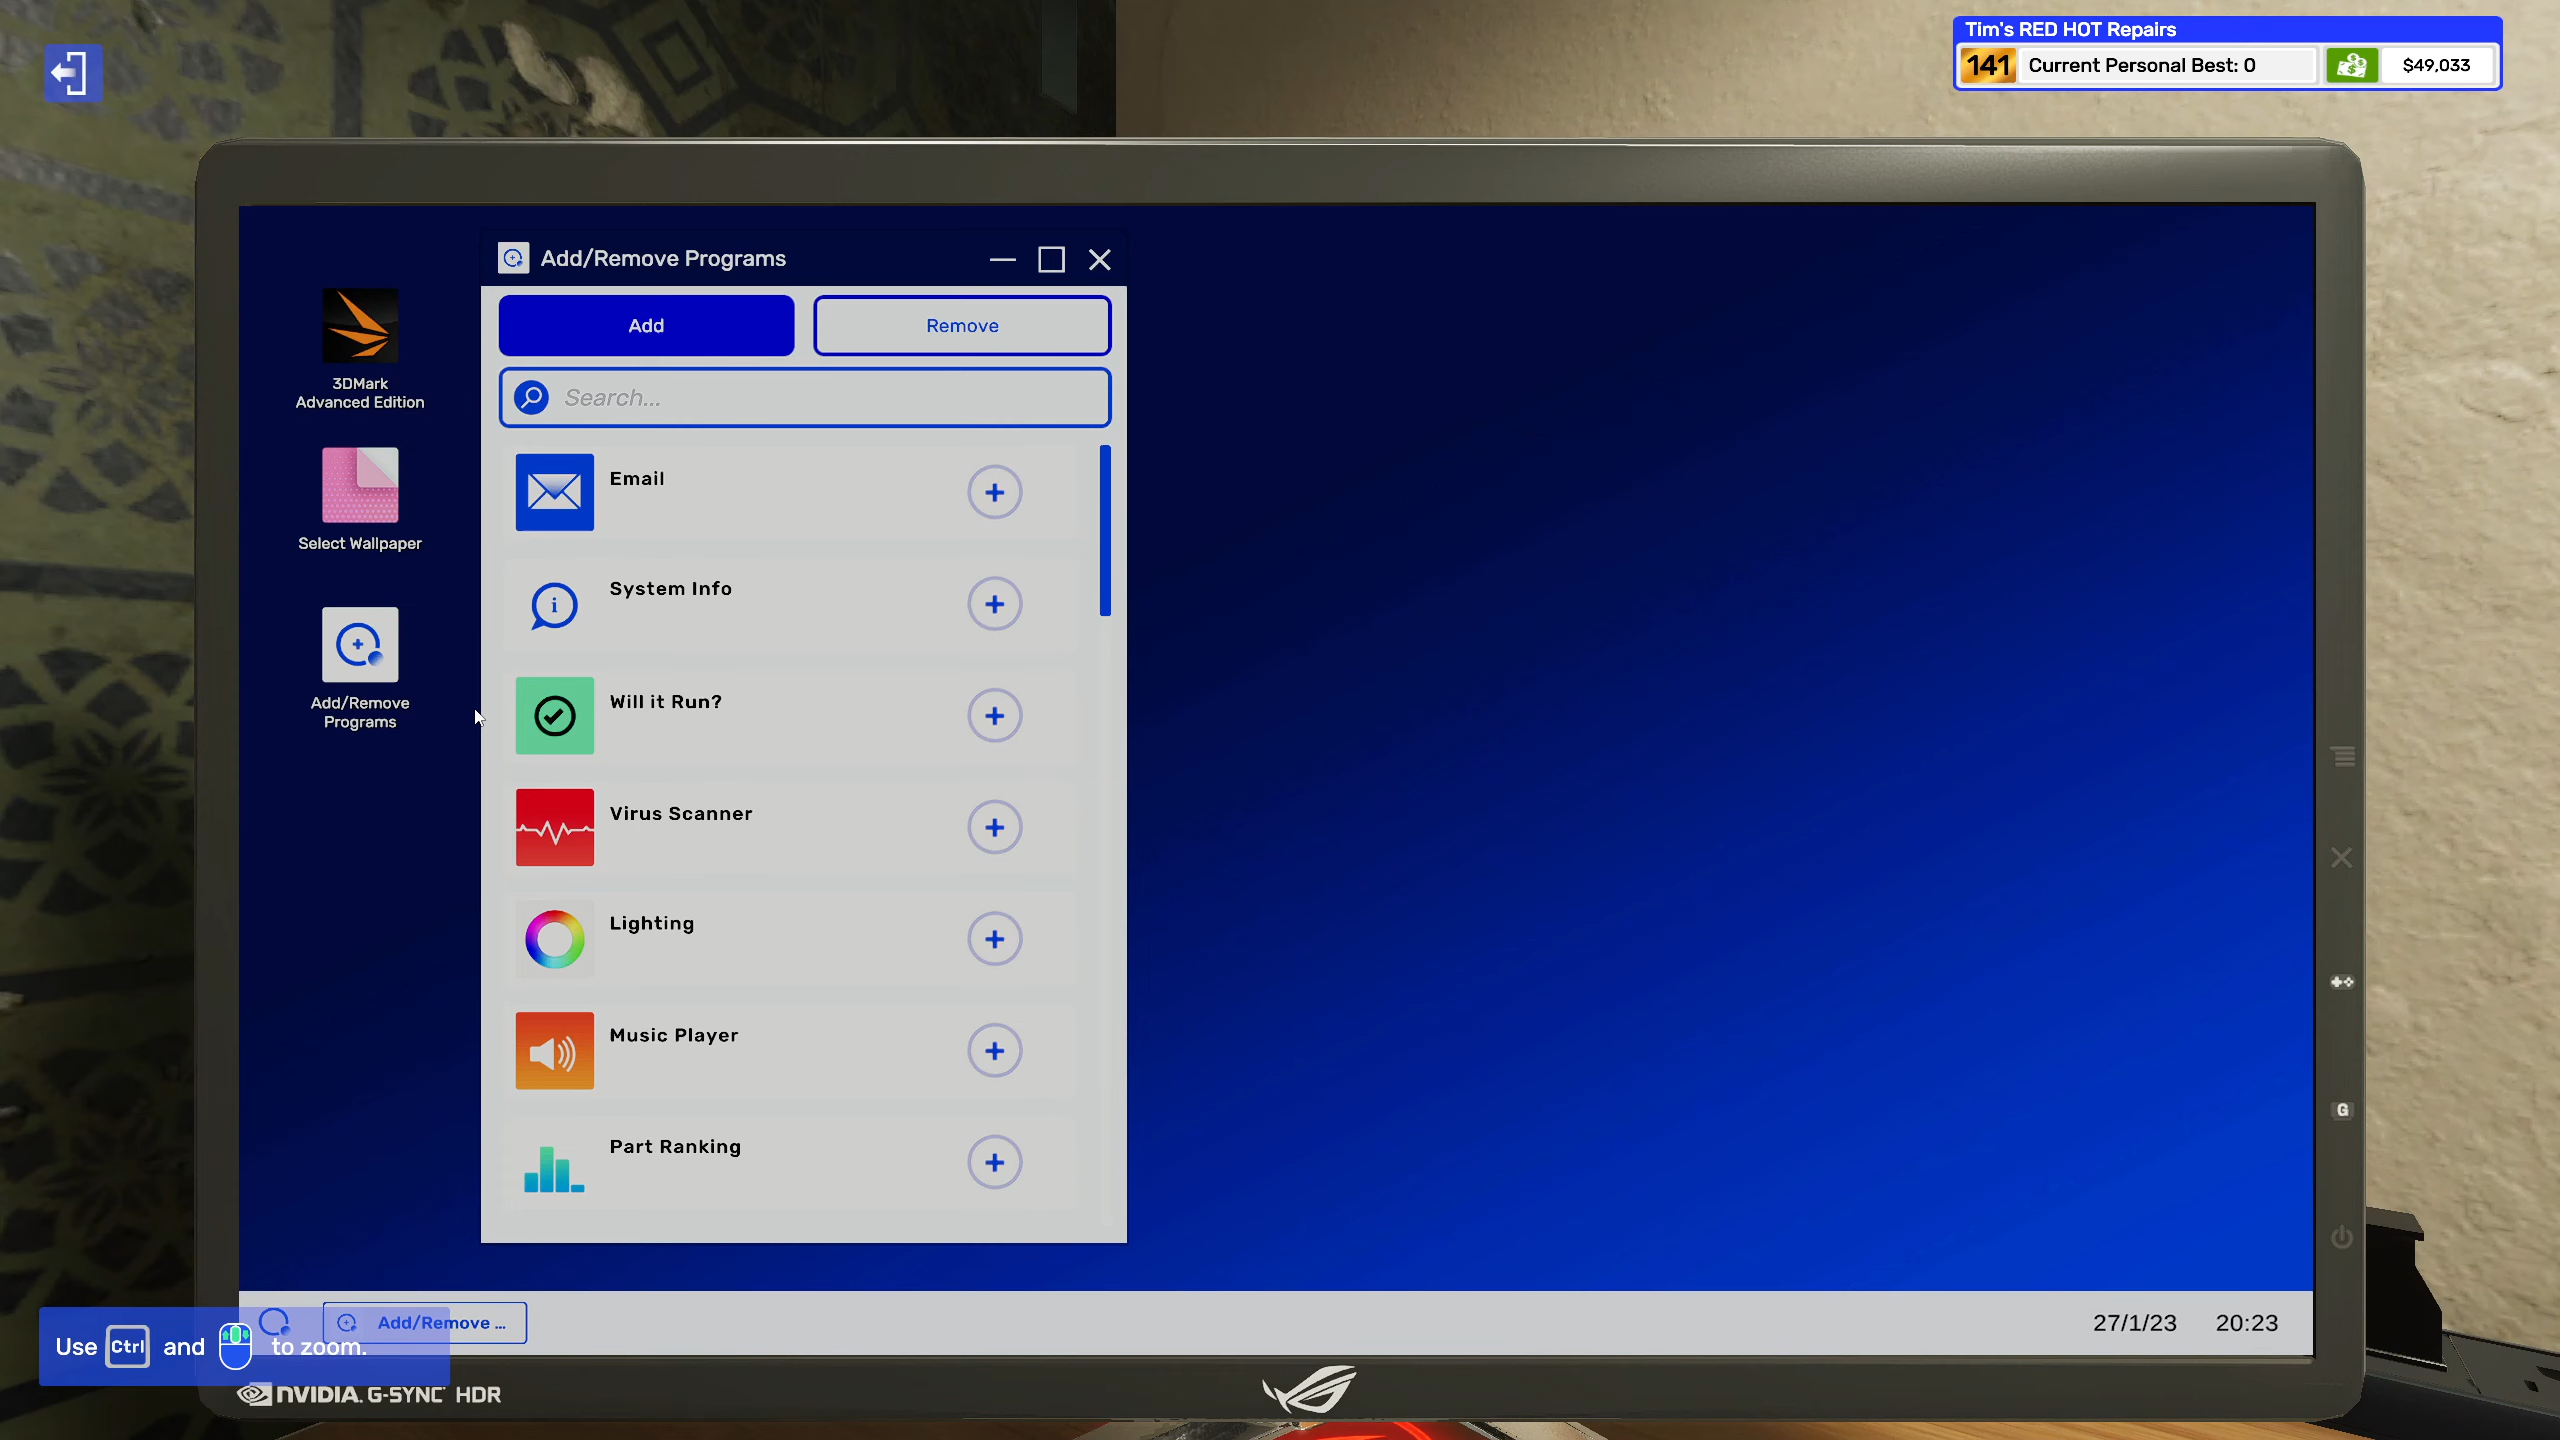 Tim's RED HOT Repairs
141 Current Personal Best: 0 $49,033
Add/Remove Programs
Add Remove
Search...
3DMark
Advanced Edition
Select Wallpaper
Add/Remove
Programs
Email
System Info
Will it Run?
Virus Scanner
Lighting
Music Player
Part Ranking
Add/Remove ...
27/1/23 20:23
Use Ctrl and to zoom.
NVIDIA. G-SYNC HDR
G